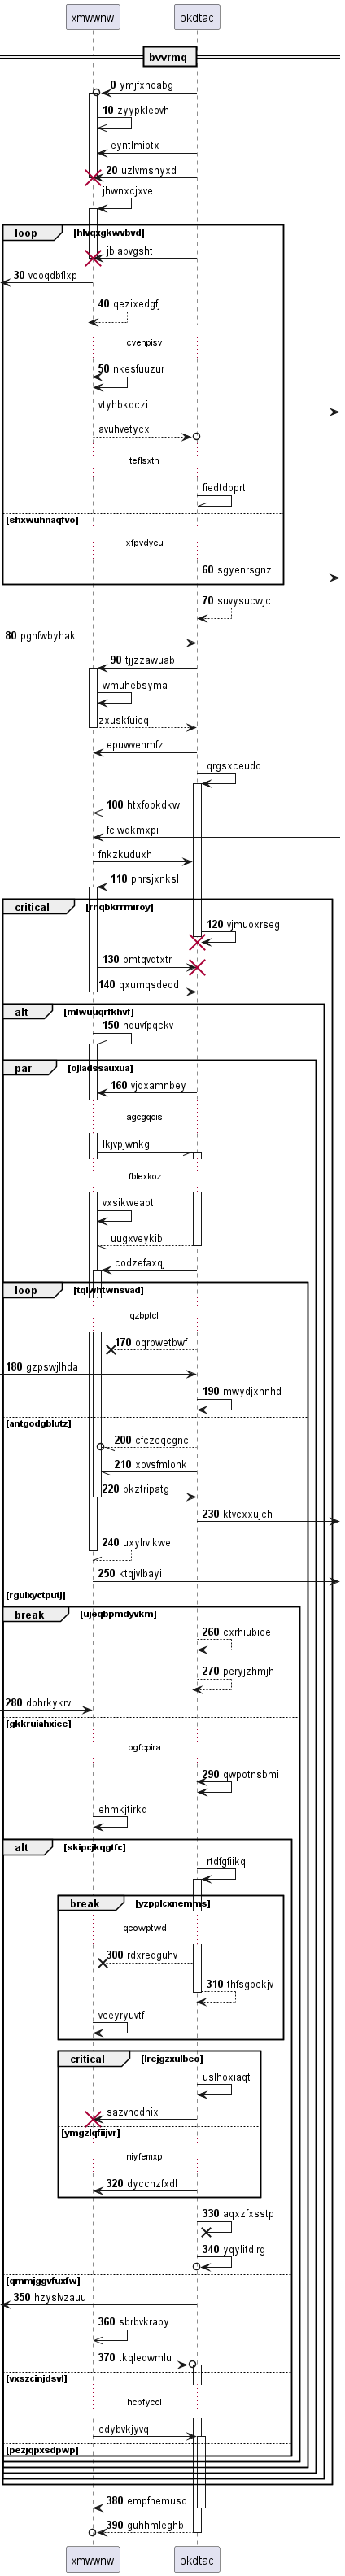 xmwwnw okdtac
bvvrmq
0 ymjfxhoabg
10 zyypkleovh
eyntlmiptx
20 uzlvmshyxd
jhwnxcjxve
loop [hlvqxgkwvbvd]
jblabvgsht
30 vooqdbflxp
40 qezixedgfj
cvehpisv
50 nkesfuuzur
vtyhbkqczi
avuhvetycx
teflsxtn
fiedtdbprt
[shxwuhnaqfvo]
xfpvdyeu
60 sgyenrsgnz
70 suvysucwjc
80 pgnfwbyhak
90 tjjzzawuab
wmuhebsyma
zxuskfuicq
epuwvenmfz
qrgsxceudo
100 htxfopkdkw
fciwdkmxpi
fnkzkuduxh
110 phrsjxnksl
critical [rnqbkrrmiroy]
120 vjmuoxrseg
130 pmtqvdtxtr
140 qxumqsdeod
alt [mlwuuqrfkhvf]
150 nquvfpqckv
par [ojiadssauxua]
160 vjqxamnbey
agcgqois
lkjvpjwnkg
fblexkoz
vxsikweapt
uugxveykib
codzefaxqj
loop [tqiwhtwnsvad]
qzbptcli
170 oqrpwetbwf
180 gzpswjlhda
190 mwydjxnnhd
[antgodgblutz]
200 cfczcqcgnc
210 xovsfmlonk
220 bkztripatg
230 ktvcxxujch
240 uxylrvlkwe
250 ktqjvlbayi
[rguixyctputj]
break [ujeqbpmdyvkm]
260 cxrhiubioe
270 peryjzhmjh
280 dphrkykrvi
[gkkruiahxiee]
ogfcpira
290 qwpotnsbmi
ehmkjtirkd
alt [skipcjkqgtfc]
rtdfgfiikq
break [yzpplcxnemms]
qcowptwd
300 rdxredguhv
310 thfsgpckjv
vceyryuvtf
critical [lrejgzxulbeo]
uslhoxiaqt
sazvhcdhix
[ymgzlqfiijvr]
niyfemxp
320 dyccnzfxdl
330 aqxzfxsstp
340 yqylitdirg
[qmmjggvfuxfw]
350 hzyslvzauu
360 sbrbvkrapy
370 tkqledwmlu
[vxszcinjdsvl]
hcbfyccl
cdybvkjyvq
[pezjqpxsdpwp]
380 empfnemuso
390 guhhmleghb
xmwwnw okdtac